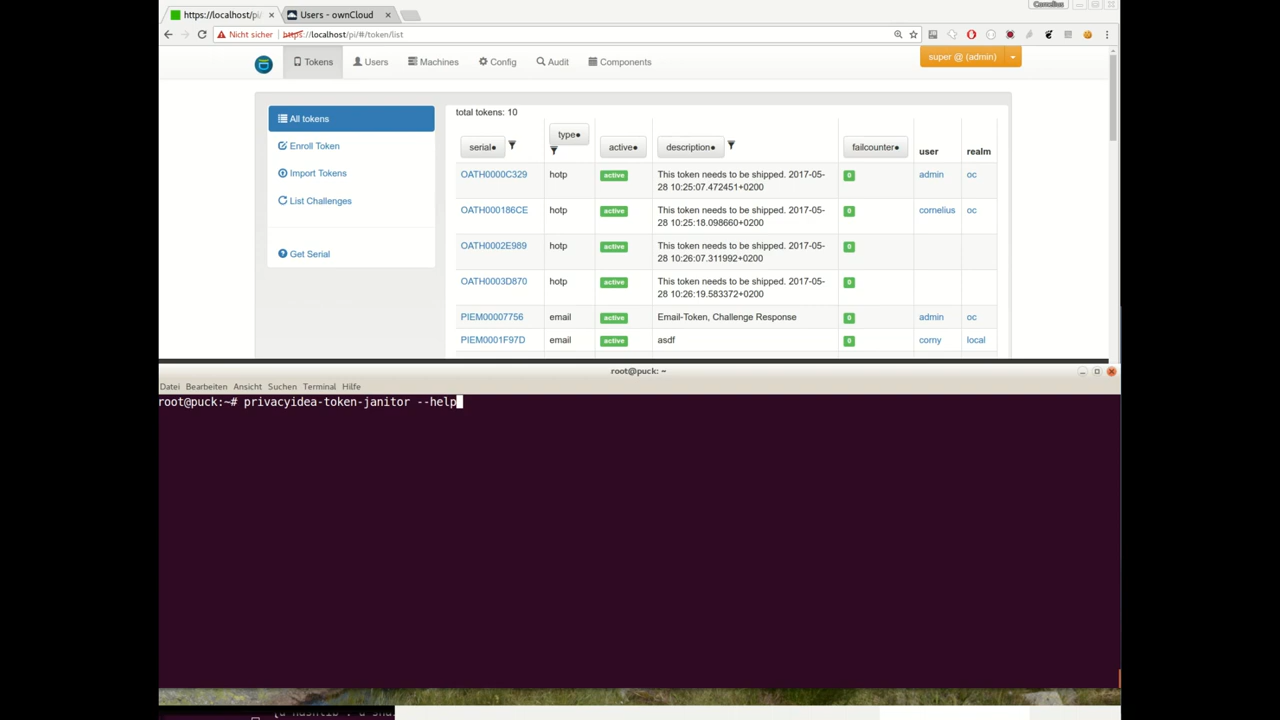 Cornelius
https://localhost/pi/
Users - ownCloud
Nicht sicher https://localhost/pi/#/token/list
Tokens Users Machines Config Audit Components super @ (admin)
All tokens
Enroll Token
Import Tokens
List Challenges
Get Serial
total tokens: 10
serial type active description failcounter user realm
OATH0000C329 hotp active This token needs to be shipped. 2017-05- 0 admin oc
28 10:25:07.472451+0200
OATH000186CE hotp active This token needs to be shipped. 2017-05- 0 cornelius oc
28 10:25:18.098660+0200
OATH0002E989 hotp active This token needs to be shipped. 2017-05- 0
28 10:26:07.311992+0200
OATH0003D870 hotp active This token needs to be shipped. 2017-05- 0
28 10:26:19.583372+0200
PIEM00007756 email active Email-Token, Challenge Response 0 admin oc
PIEM0001F97D email active asdf 0 corny local
root@puck: ~
Datei Bearbeiten Ansicht Suchen Terminal Hilfe
root@puck:~# privacyidea-token-janitor --help